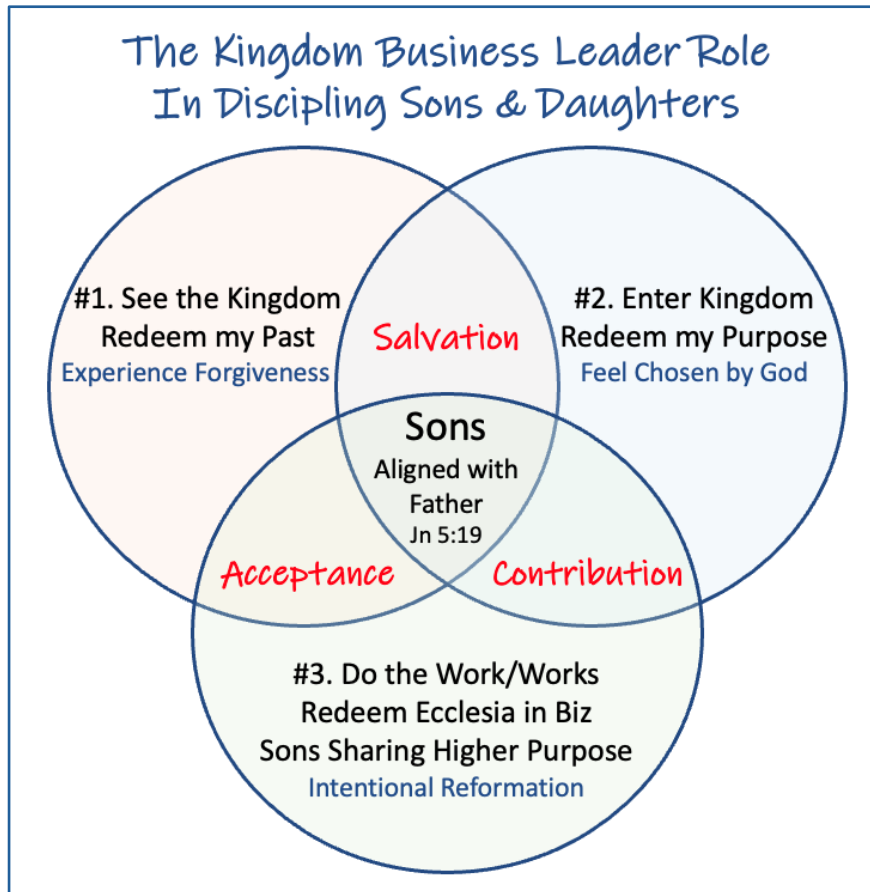 The Kingdom Business Leader Role
In Discipling Sons & Daughters
#1. See the Kingdom
Redeem my Past
Experience Forgiveness
Salvation
#2. Enter Kingdom
Redeem my Purpose
Feel Chosen by God
Sons
Aligned with
Father
Jn 5:19
Acceptance
Contribution
#3. Do the Work/Works
Redeem Ecclesia in Biz
Sons Sharing Higher Purpose
Intentional Reformation